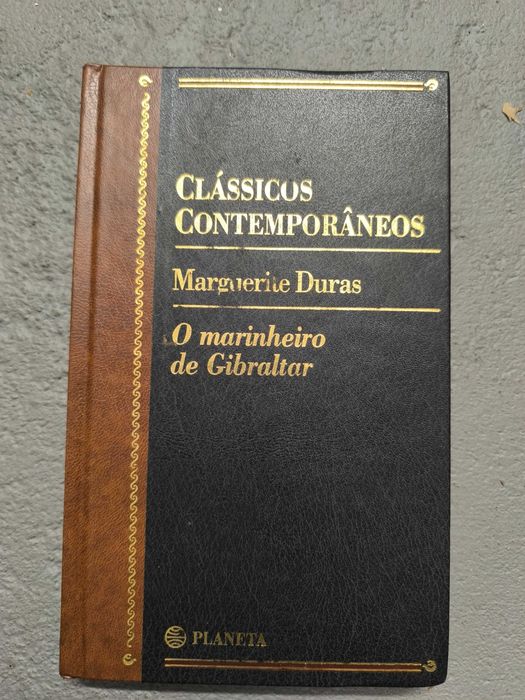 CLÁSSICOS
CONTEMPORÂNEOS
Marguerite Duras
O marinheiro
de Gibraltar
PLANETA